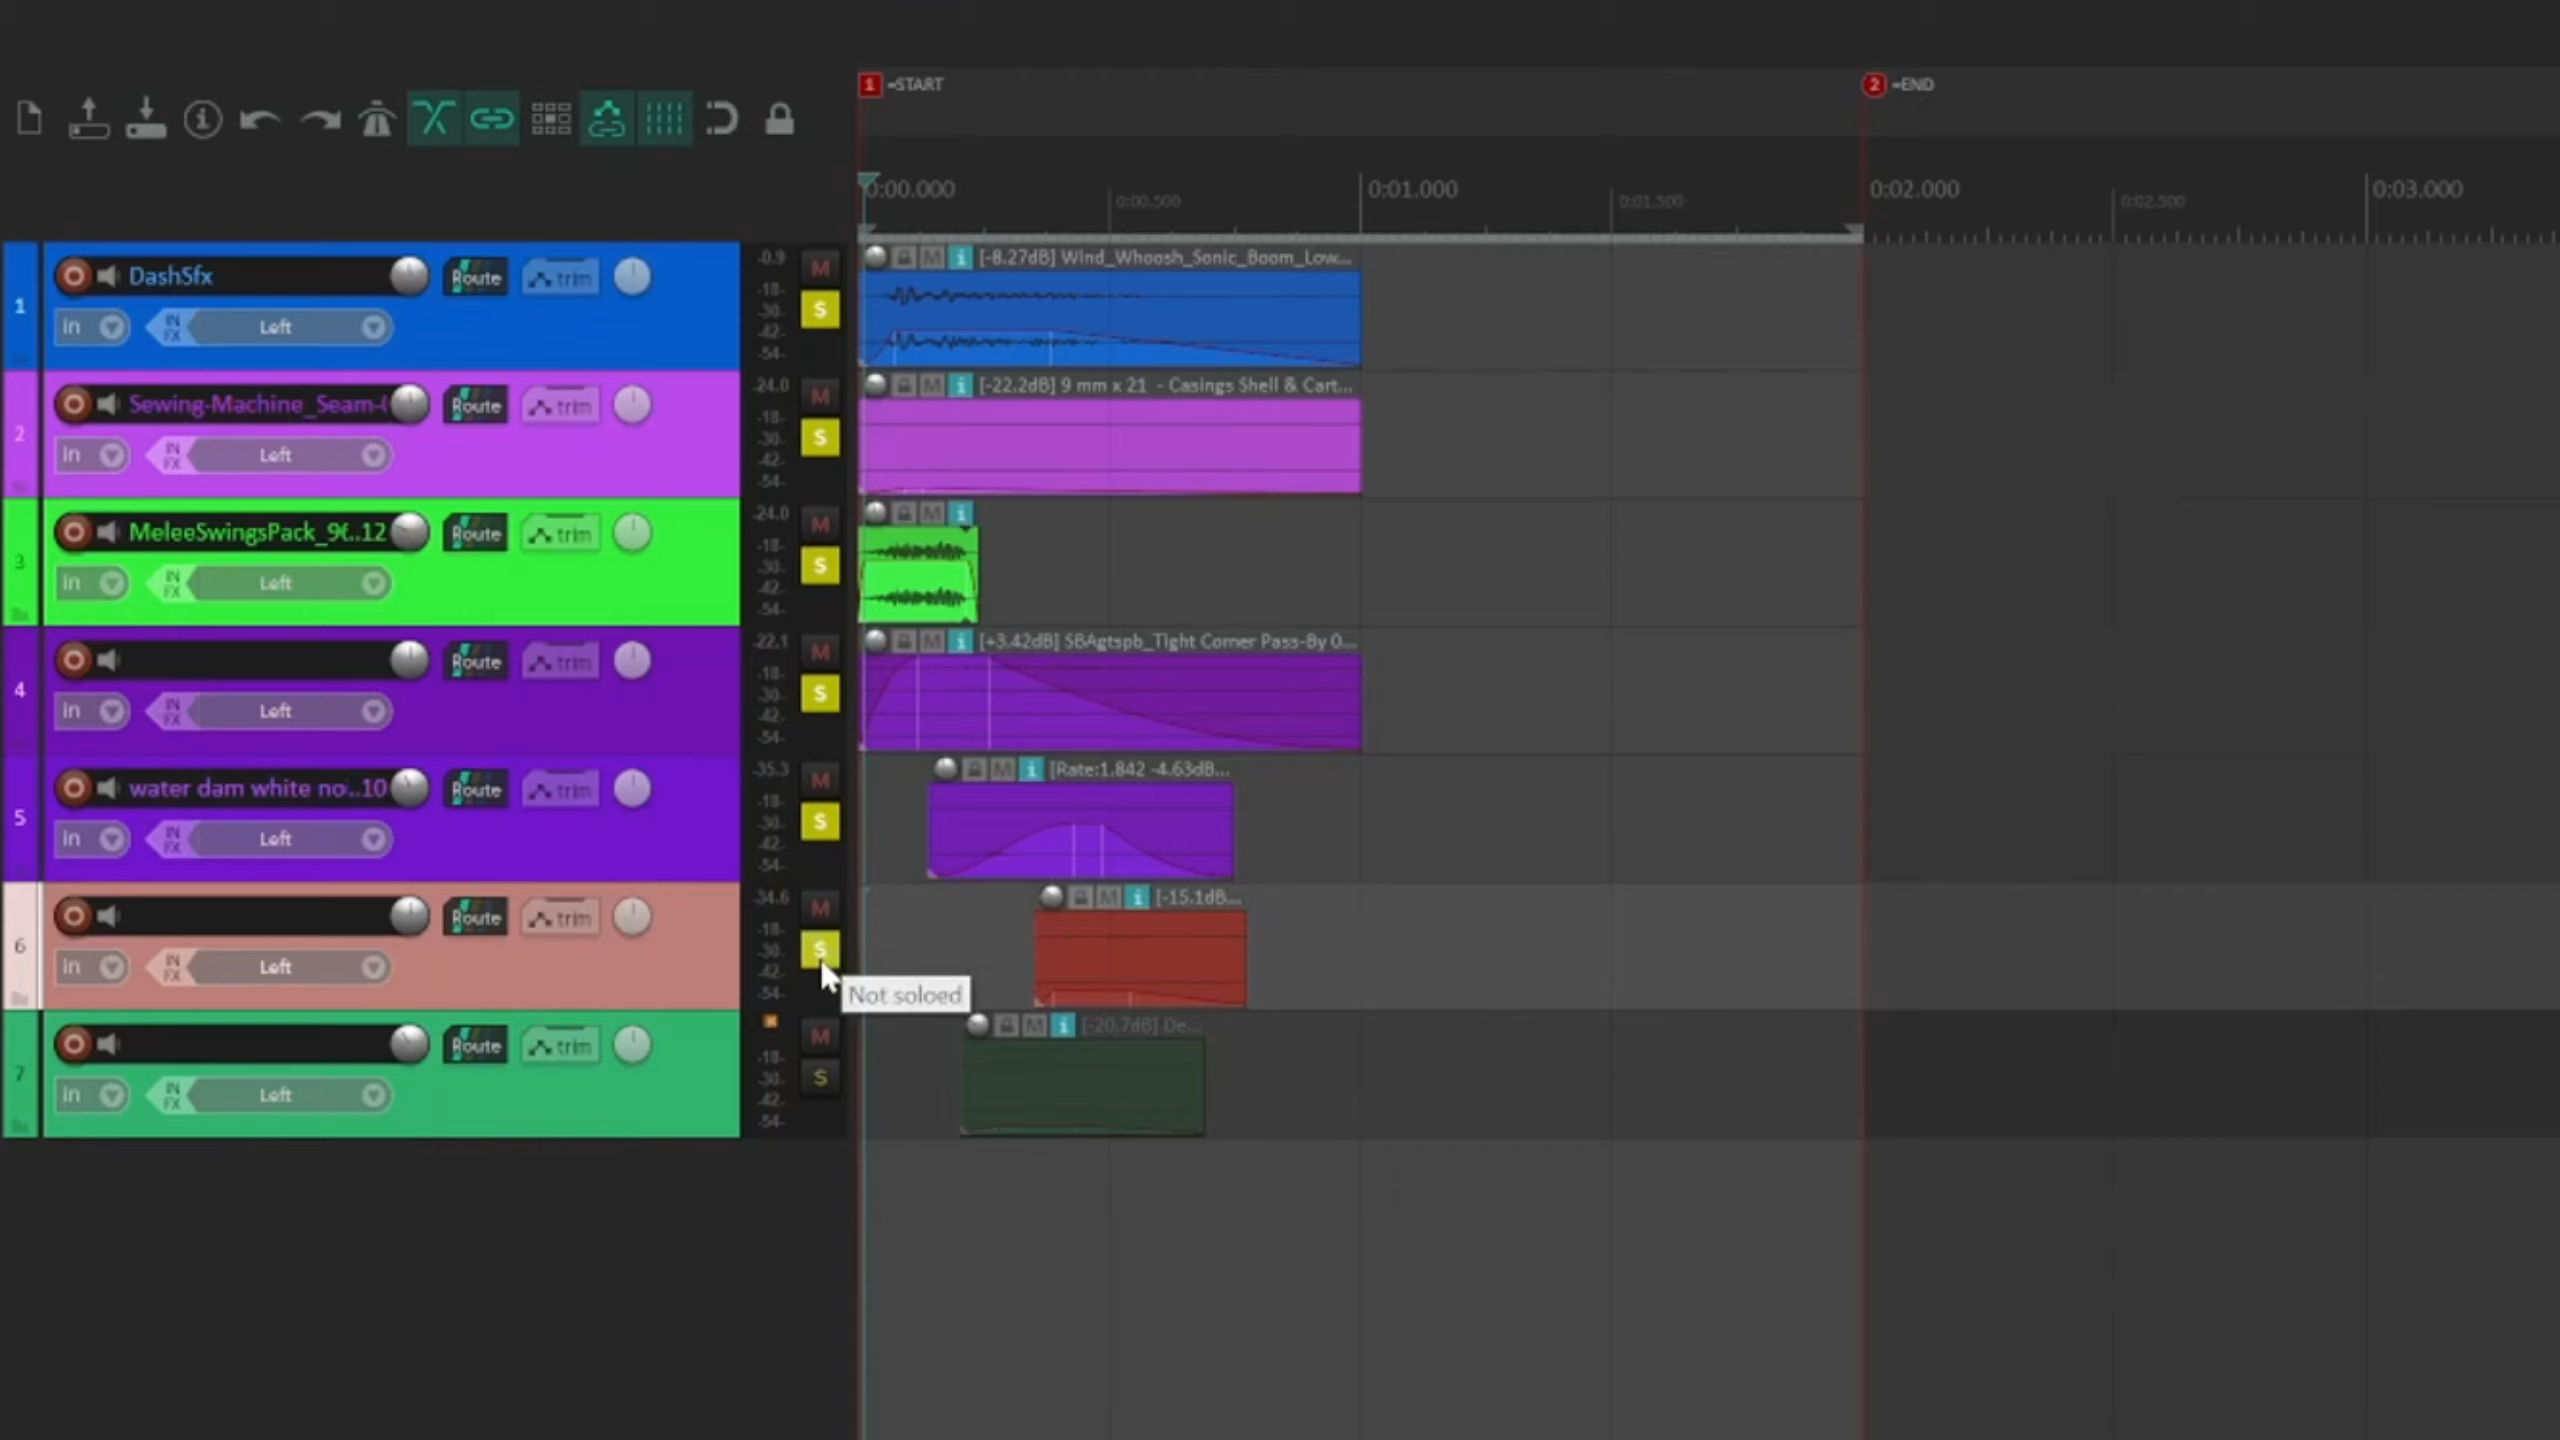 1 =START
2 =END
0:00.000
0:00.500
0:01.000
0:01.500
0:02.000
0:02.500
0:03.000
1
DashSfx
Route
trim
in
IN FX
Left
-0.9
-18-
-30-
-42-
-54-
M
S
M i [-8.27dB] Wind_Whoosh_Sonic_Boom_Low...
2
Sewing-Machine_Seam-(
Route
trim
in
IN FX
Left
-24.0
-18-
-30-
-42-
-54-
M
S
M i [-22.2dB] 9 mm x 21 - Casings Shell & Cart...
3
MeleeSwingsPack_9(..12
Route
trim
in
IN FX
Left
-24.0
-18-
-30-
-42-
-54-
M
S
M i
4
Route
trim
in
IN FX
Left
-22.1
-18-
-30-
-42-
-54-
M
S
M i [+3.42dB] SBAgtspb_Tight Corner Pass-By 0...
5
water dam white no..10
Route
trim
in
IN FX
Left
-35.3
-18-
-30-
-42-
-54-
M
S
M i [Rate:1.842 -4.63dB...
6
Route
trim
in
IN FX
Left
-34.6
-18-
-30-
-42-
-54-
M
S
M i [-15.1dB...
Not soloed
7
Route
trim
in
IN FX
Left
-18-
-30-
-42-
-54-
M
S
M i [-20.7dB] De...